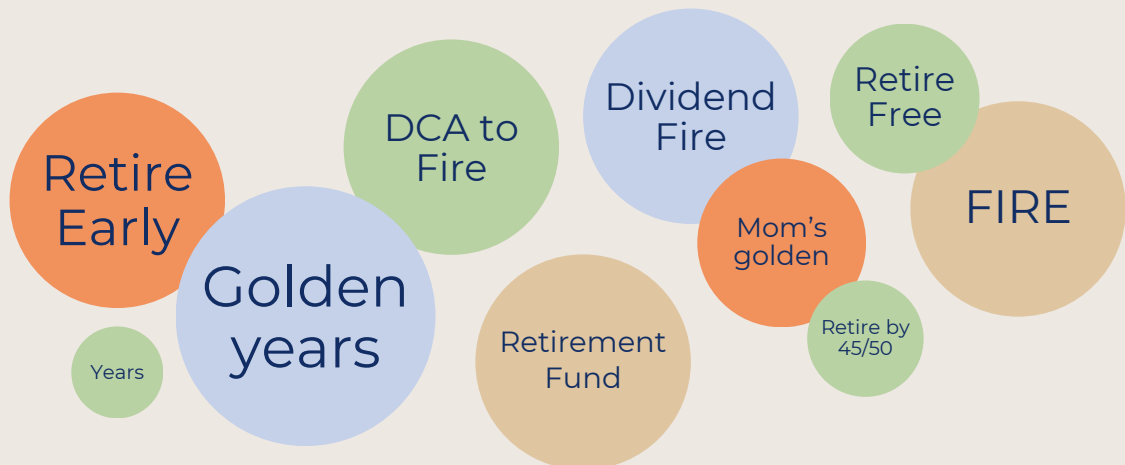 Retire
Early
Golden
years
Years
DCA to
Fire
Dividend
Fire
Retirement
Fund
Mom's
golden
Retire by
45/50
Retire
Free
FIRE